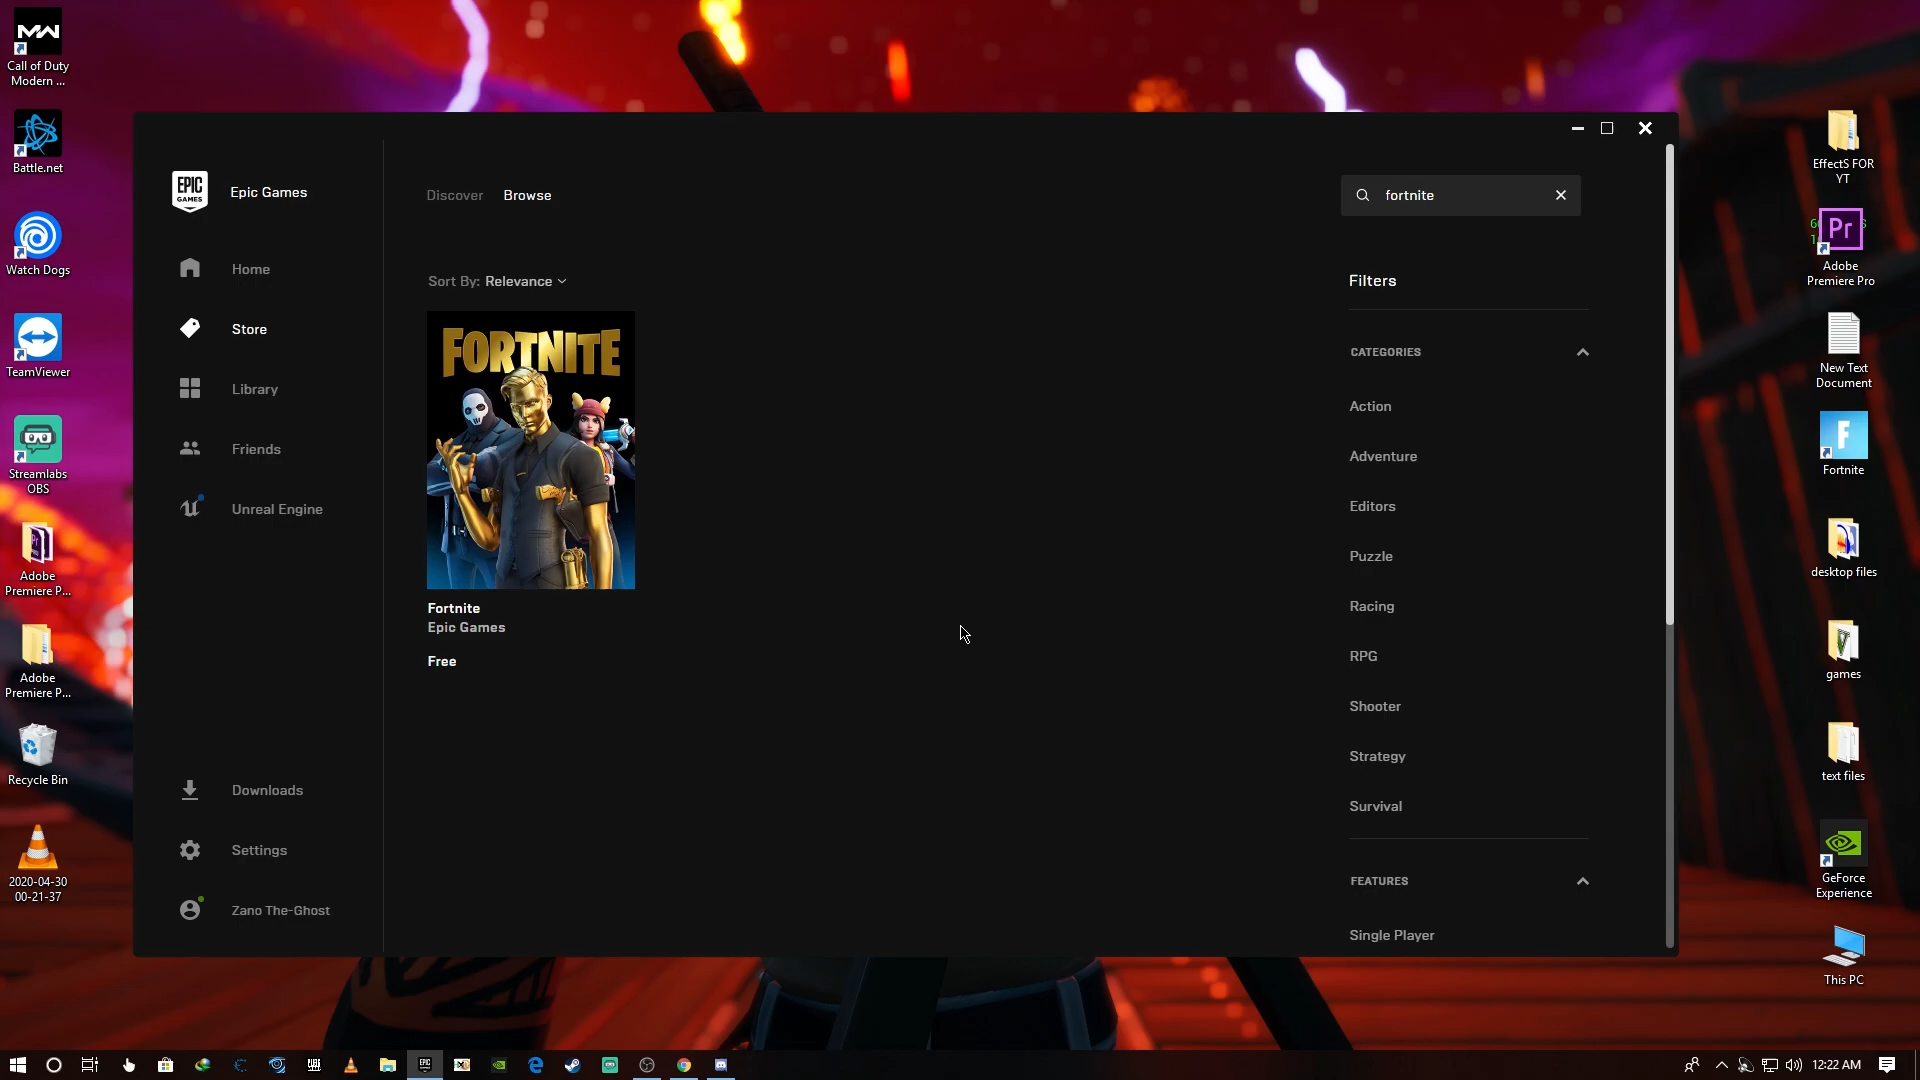 Call of Duty
Modern ...
Battle.net
Watch Dogs
TeamViewer
Streamlabs
OBS
Adobe
Premiere P...
Adobe
Premiere P...
Recycle Bin
2020-04-30
00-21-37
EPIC
GAMES
Epic Games
Home
Store
Library
Friends
Unreal Engine
Downloads
Settings
Zano The-Ghost
Discover Browse
fortnite
Sort By: Relevance
FORTNITE
Fortnite
Epic Games
Free
Filters
CATEGORIES
Action
Adventure
Editors
Puzzle
Racing
RPG
Shooter
Strategy
Survival
FEATURES
Single Player
EffectS FOR
YT
Pr
Adobe
Premiere Pro
New Text
Document
F
Fortnite
desktop files
games
text files
GeForce
Experience
This PC
12:22 AM